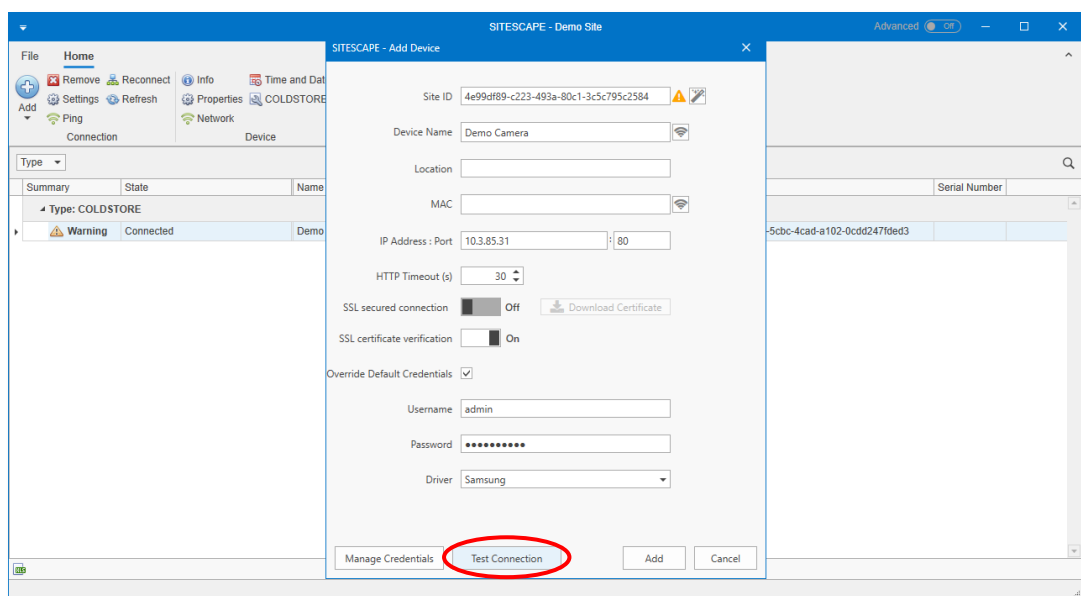 SITESCAPE - Demo Site
Advanced Off
SITESCAPE - Add Device
File Home
Add
Remove Reconnect
Settings Refresh
Ping
Connection
Info Time and Dat
Properties COLDSTORE
Network
Device
Type
Summary State Name Serial Number
Type: COLDSTORE
Warning Connected Demo -5cbc-4cad-a102-0cdd247fded3
Site ID 4e99df89-c223-493a-80c1-3c5c795c2584
Device Name Demo Camera
Location
MAC
IP Address : Port 10.3.85.31 : 80
HTTP Timeout (s) 30
SSL secured connection Off Download Certificate
SSL certificate verification On
Override Default Credentials
Username admin
Password ••••••••••
Driver Samsung
Manage Credentials Test Connection Add Cancel